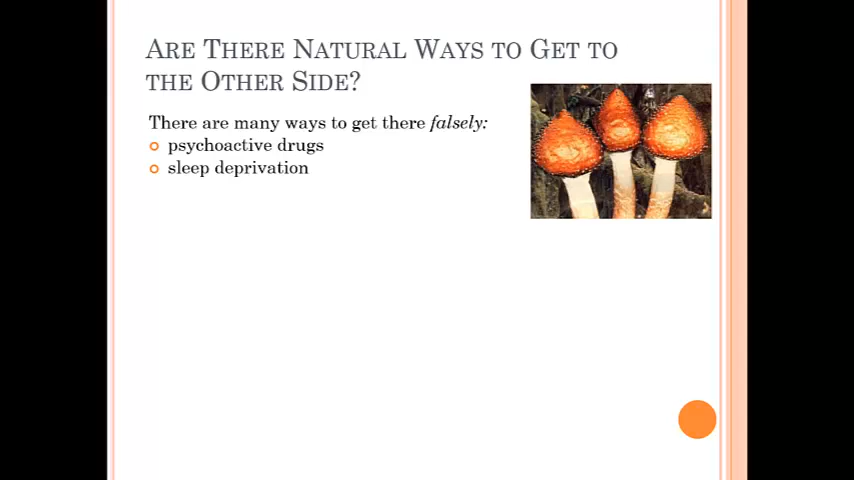 ARE THERE NATURAL WAYS TO GET TO
THE OTHER SIDE?
There are many ways to get there falsely:
psychoactive drugs
sleep deprivation